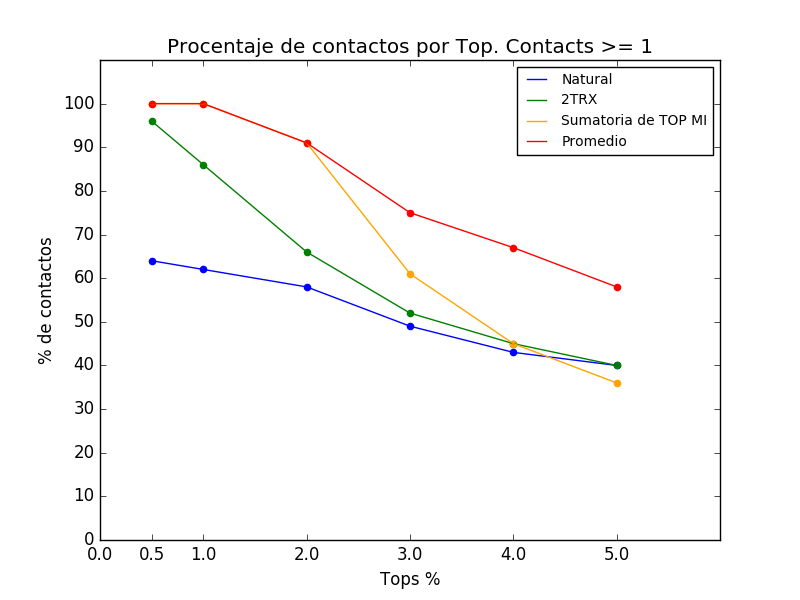 Procentaje de contactos por Top. Contacts >= 1
Natural
2TRX
Sumatoria de TOP MI
Promedio
% de contactos
100
90
80
70
60
50
40
30
20
10
0
0.0 0.5 1.0 2.0 3.0 4.0 5.0
Tops %